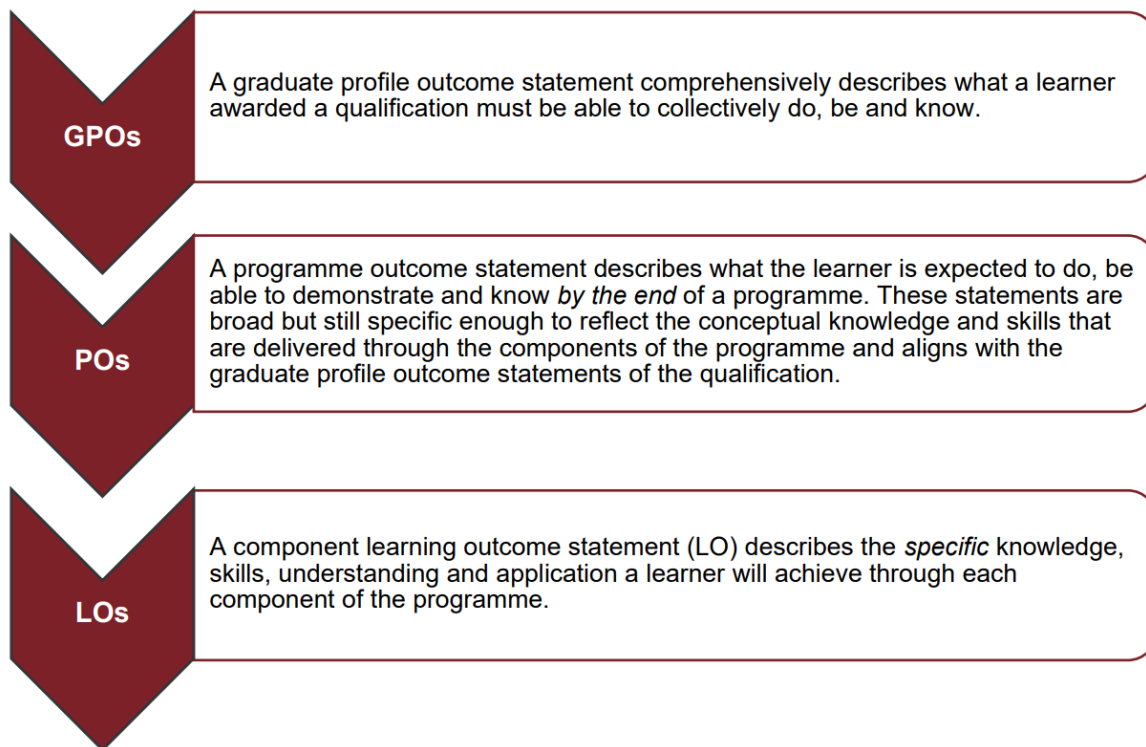 GPOs
A graduate profile outcome statement comprehensively describes what a learner
awarded a qualification must be able to collectively do, be and know.
POs
A programme outcome statement describes what the learner is expected to do, be
able to demonstrate and know by the end of a programme. These statements are
broad but still specific enough to reflect the conceptual knowledge and skills that
are delivered through the components of the programme and aligns with the
graduate profile outcome statements of the qualification.
LOs
A component learning outcome statement (LO) describes the specific knowledge,
skills, understanding and application a learner will achieve through each
component of the programme.